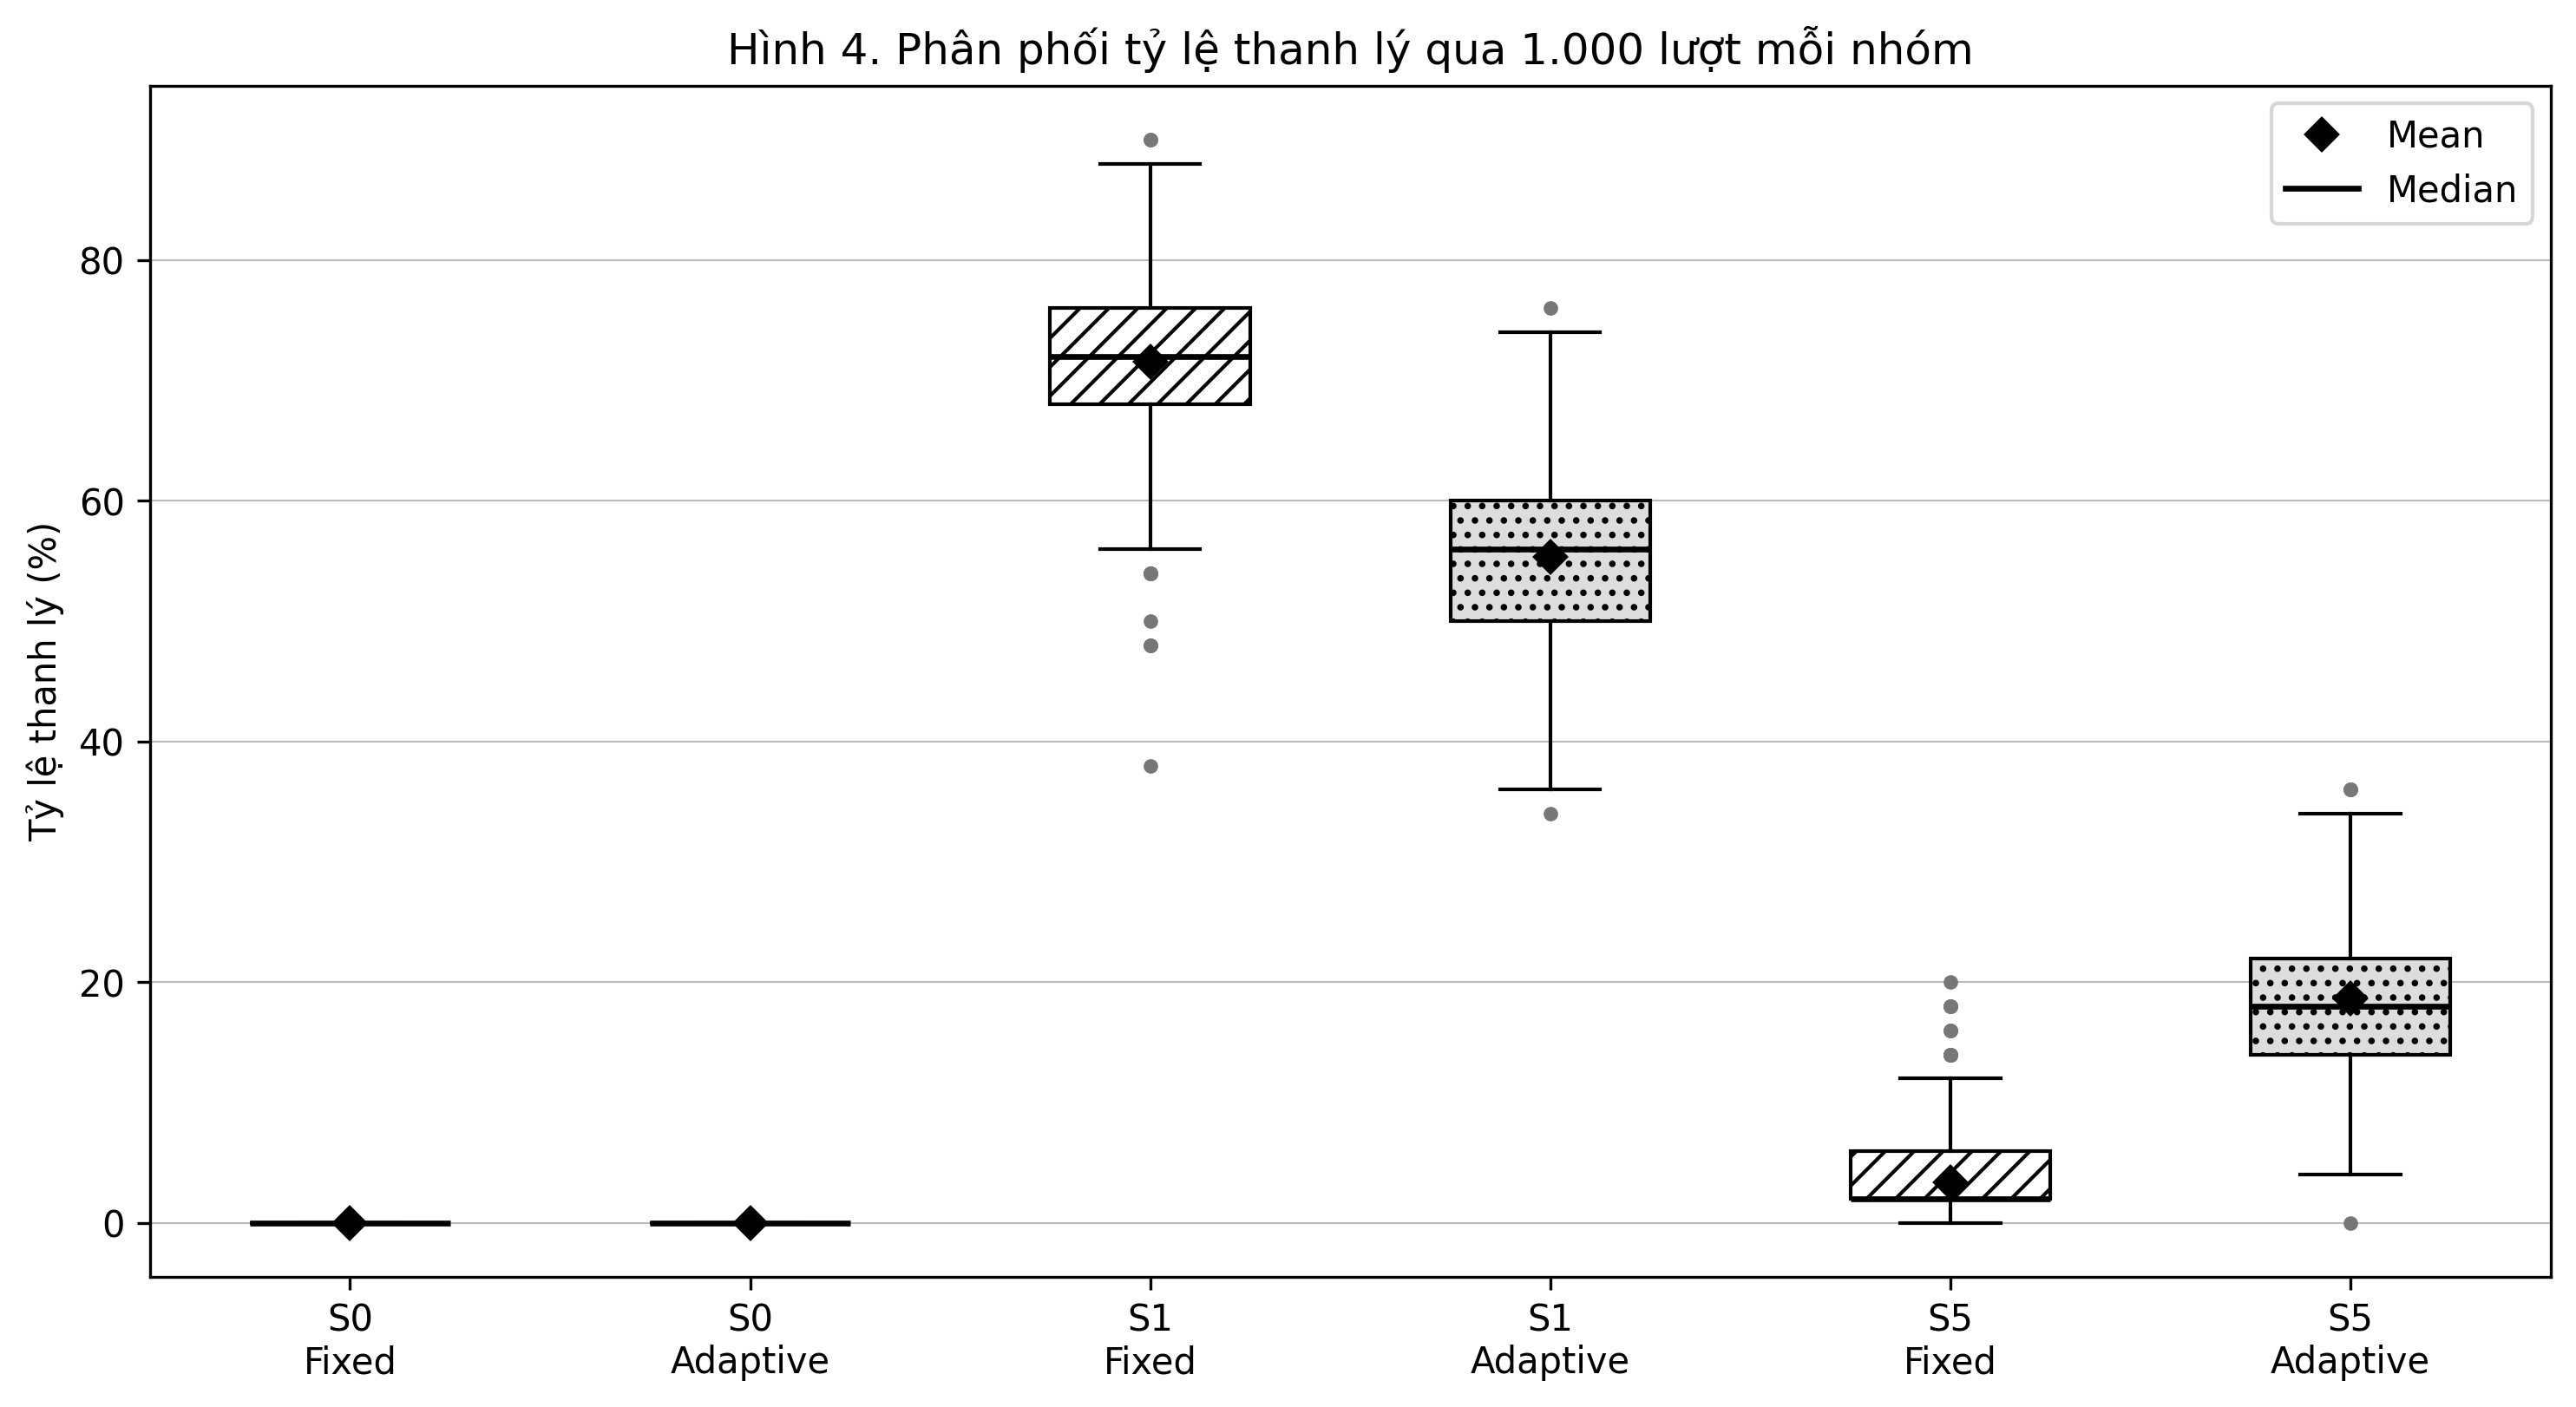 Hình 4. Phân phối tỷ lệ thanh lý qua 1.000 lượt mỗi nhóm
Mean
Median
Tỷ lệ thanh lý (%)
80
60
40
20
0
S0
Fixed
S0
Adaptive
S1
Fixed
S1
Adaptive
S5
Fixed
S5
Adaptive